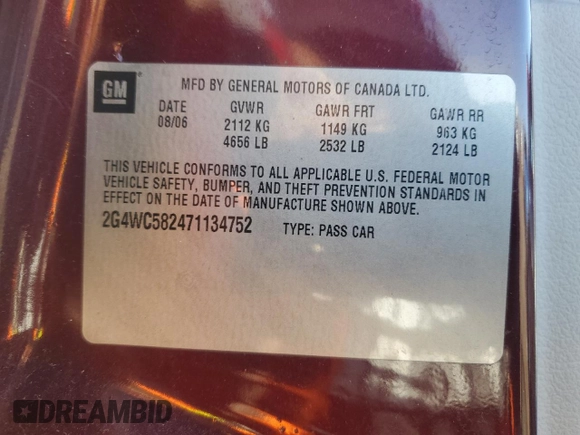 GM
MFD BY GENERAL MOTORS OF CANADA LTD.
DATE GVWR GAWR FRT GAWR RR
08/06 2112 KG 1149 KG 963 KG
4656 LB 2532 LB 2124 LB
THIS VEHICLE CONFORMS TO ALL APPLICABLE U.S. FEDERAL MOTOR
VEHICLE SAFETY, BUMPER, AND THEFT PREVENTION STANDARDS IN
EFFECT ON THE DATE OF MANUFACTURE SHOWN ABOVE.
2G4WC582471134752 TYPE: PASS CAR
DREAMBID